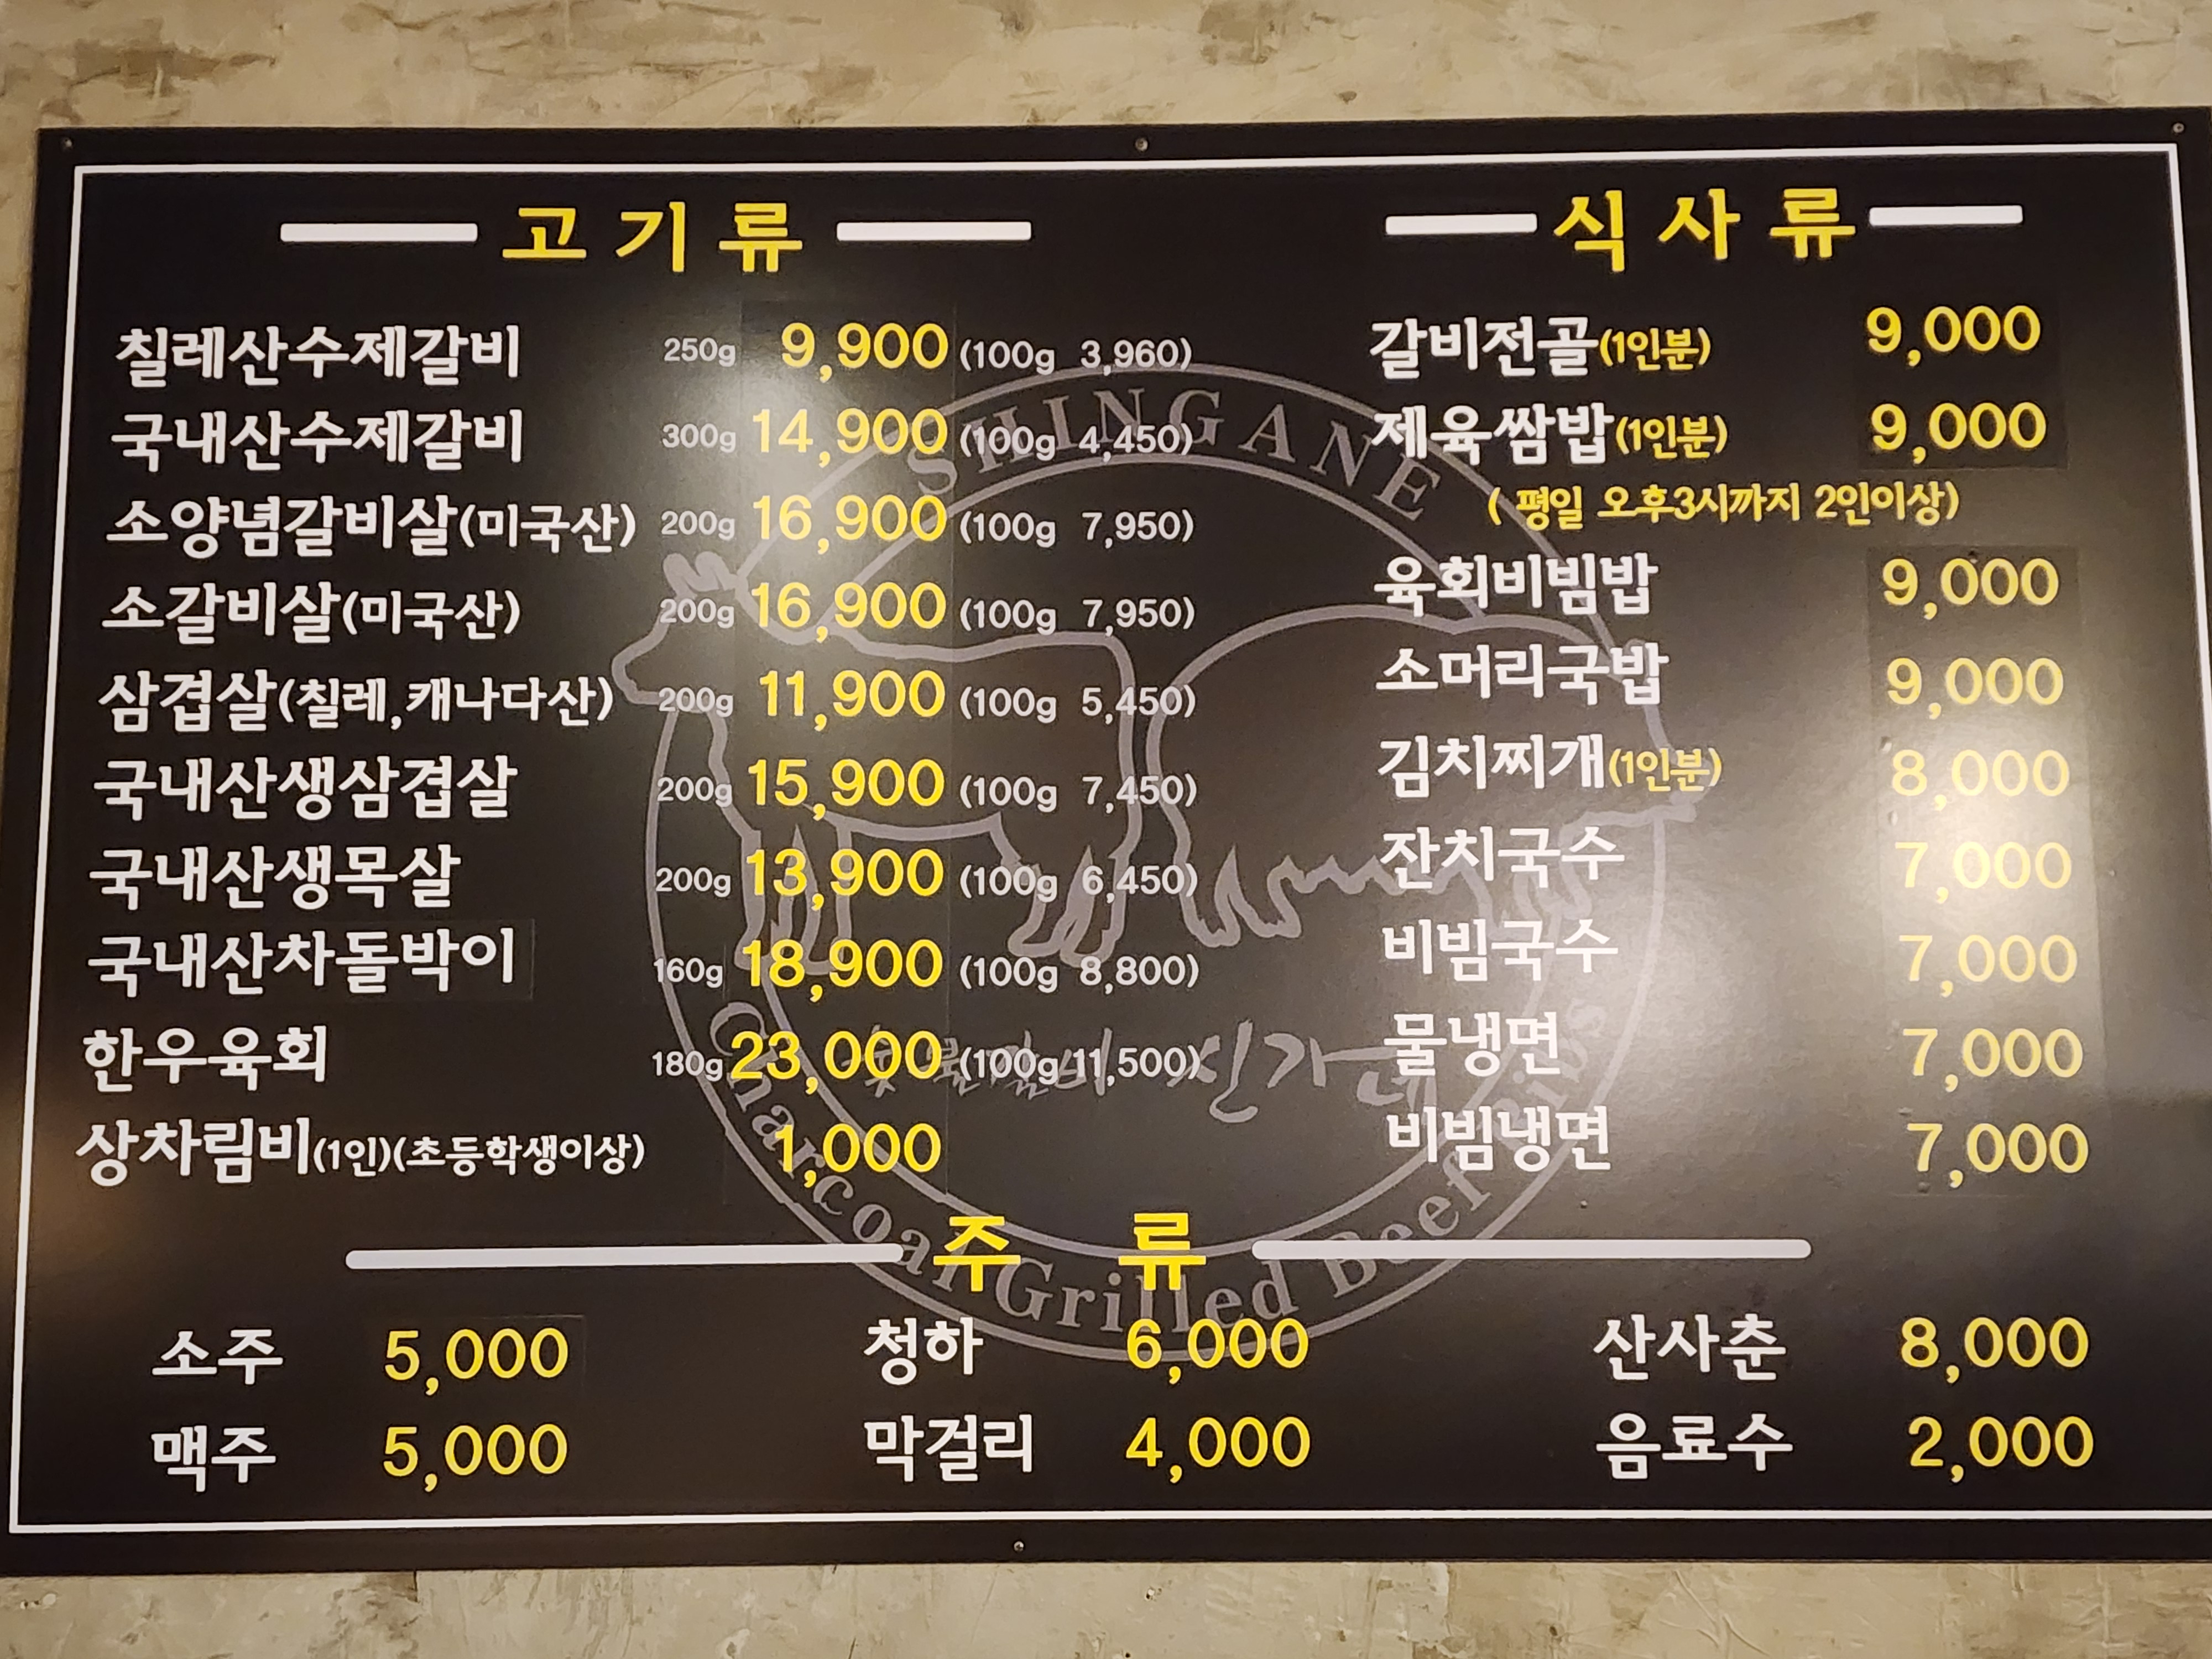 고기류
칠레산수제갈비 250g 9,900 (100g 3,960)
국내산수제갈비 300g 14,900 (100g 4,450)
소양념갈비살(미국산) 200g 16,900 (100g 7,950)
소갈비살(미국산) 200g 16,900 (100g 7,950)
삼겹살(칠레,캐나다산) 200g 11,900 (100g 5,450)
국내산생삼겹살 200g 15,900 (100g 7,450)
국내산생목살 200g 13,900 (100g 6,450)
국내산차돌박이 160g 18,900 (100g 8,800)
한우육회 180g 23,000 (100g 11,500)
상차림비(1인)(초등학생이상) 1,000
식사류
갈비전골(1인분) 9,000
제육쌈밥(1인분) 9,000
( 평일 오후3시까지 2인이상)
육회비빔밥 9,000
소머리국밥 9,000
김치찌개(1인분) 8,000
잔치국수 7,000
비빔국수 7,000
물냉면 7,000
비빔냉면 7,000
주 류
소주 5,000 청하 6,000 산사춘 8,000
맥주 5,000 막걸리 4,000 음료수 2,000
SHINGANE
숯불갈비 신가네
Charcoal Grilled Beef ribs